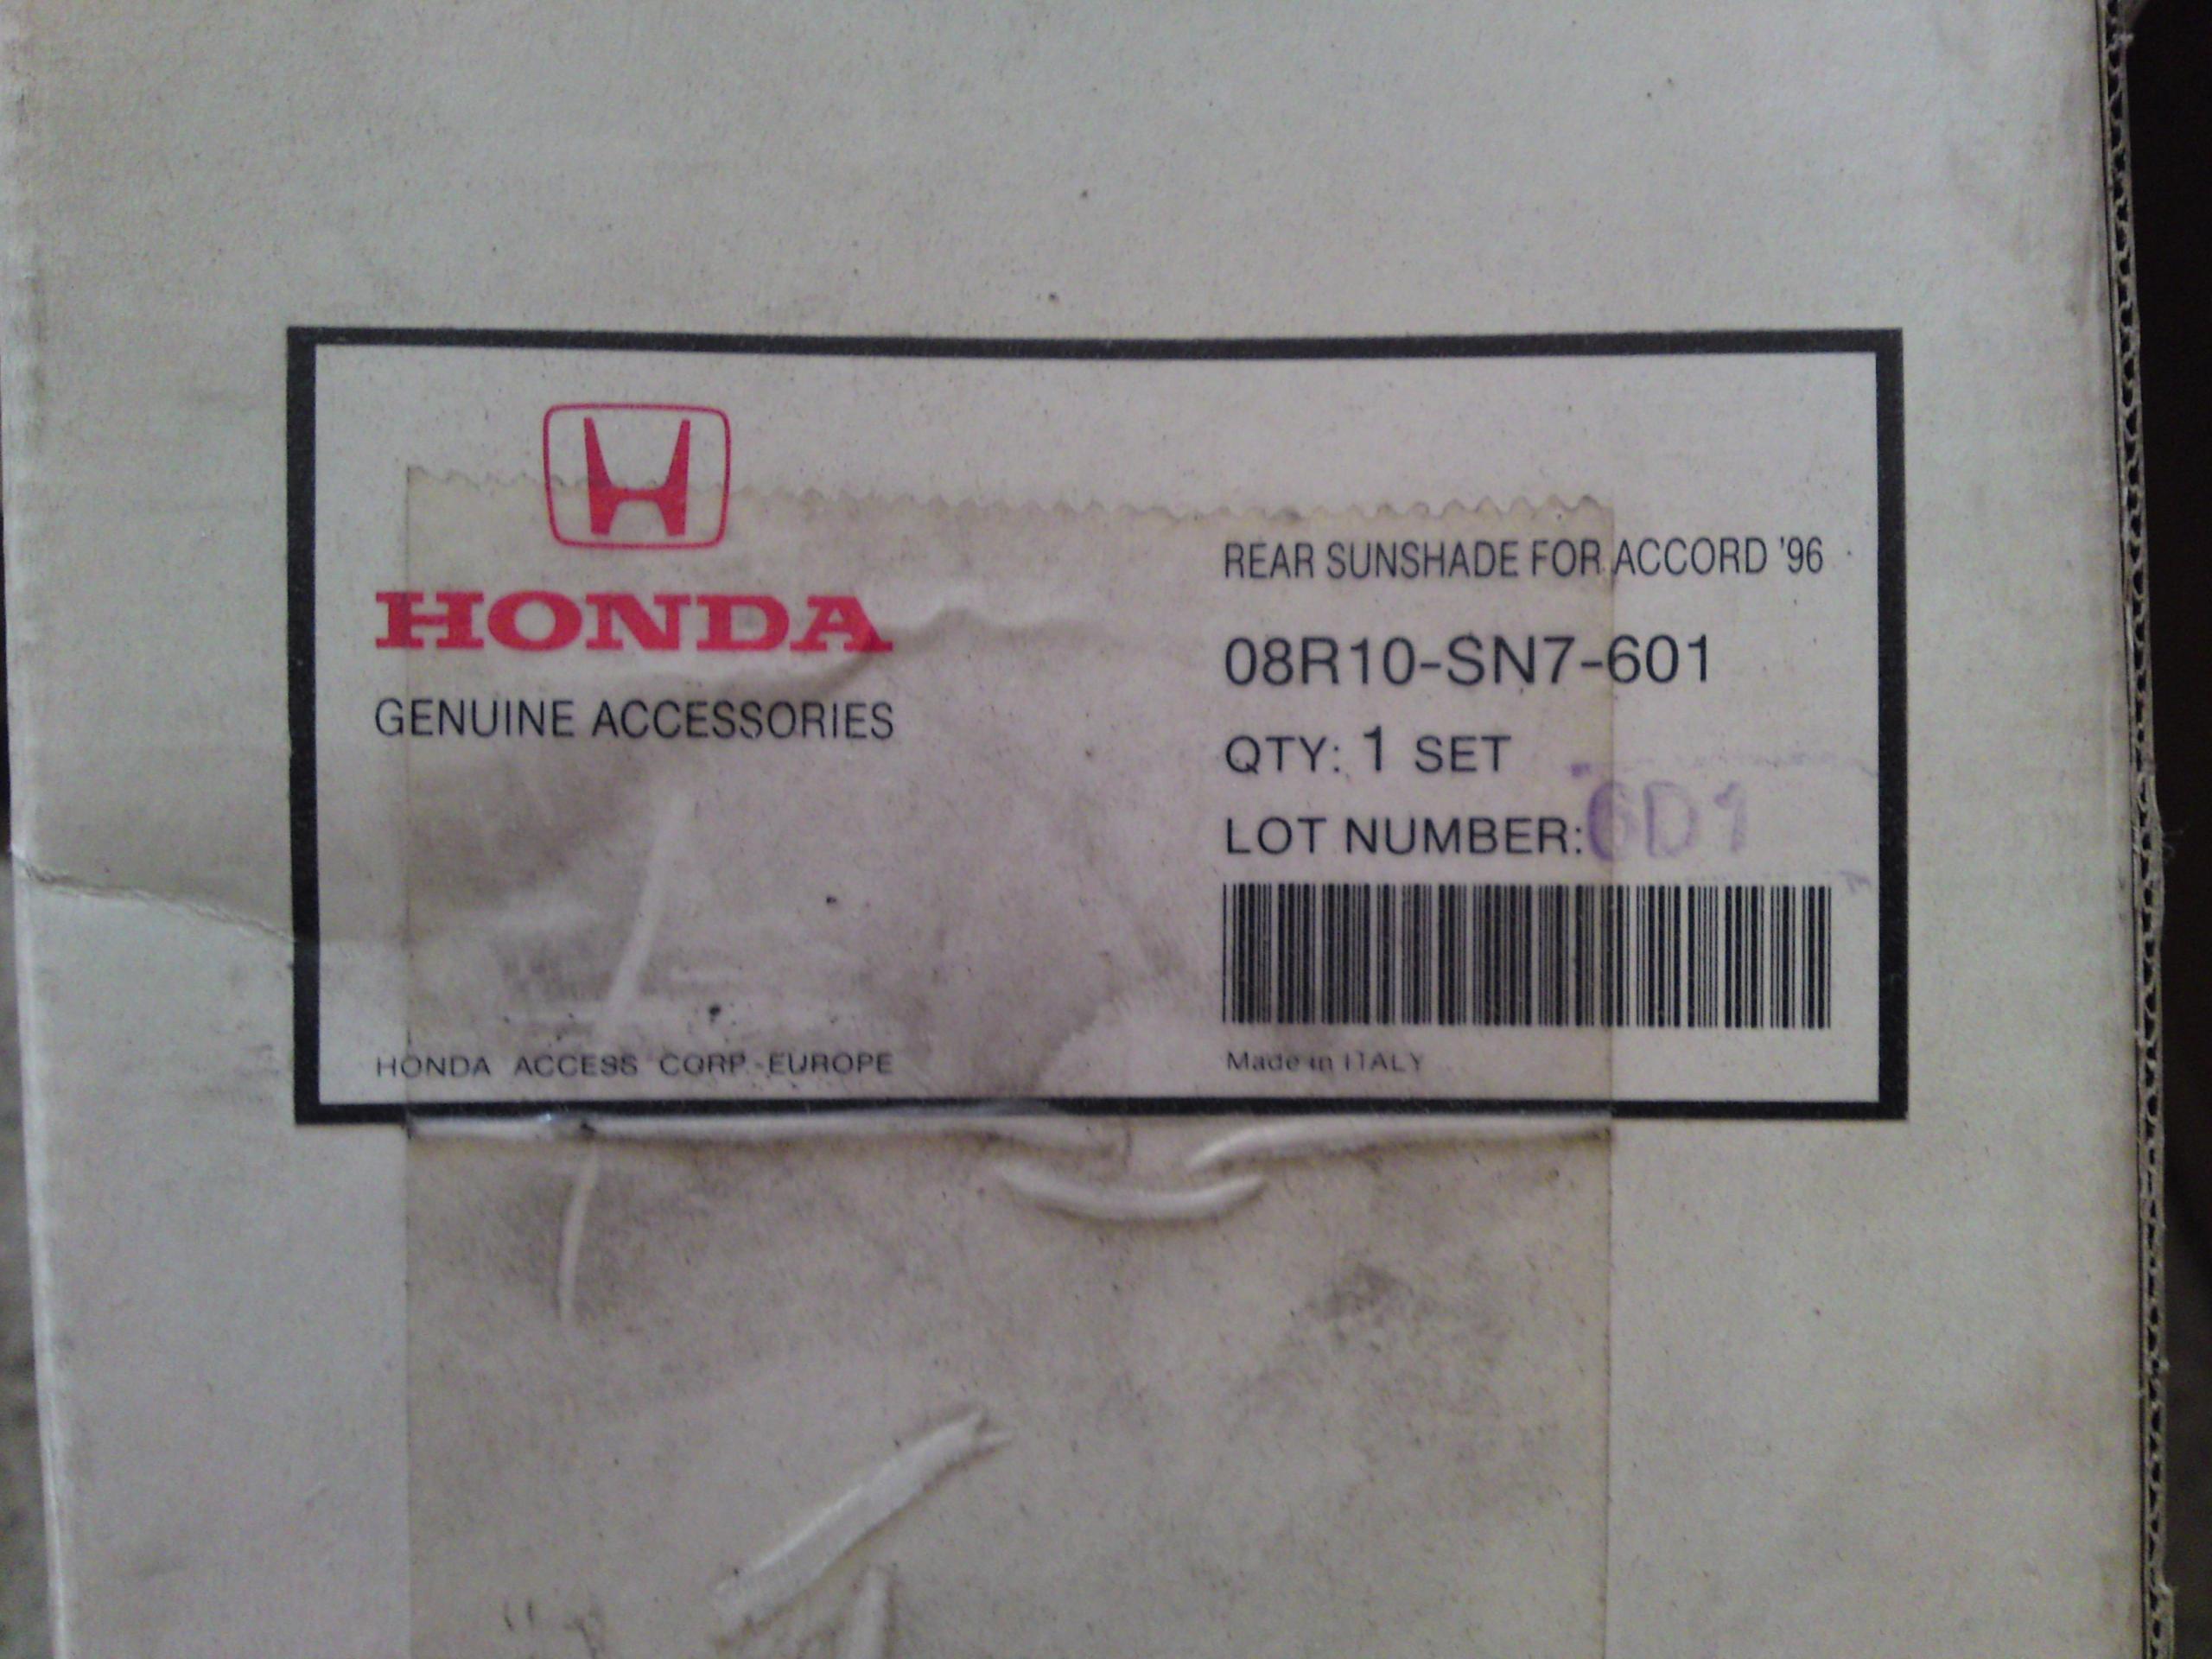 HONDA
GENUINE ACCESSORIES
HONDA ACCESS CORP-EUROPE
REAR SUNSHADE FOR ACCORD '96
08R10-SN7-601
QTY: 1 SET
LOT NUMBER: 6D1
Made in ITALY